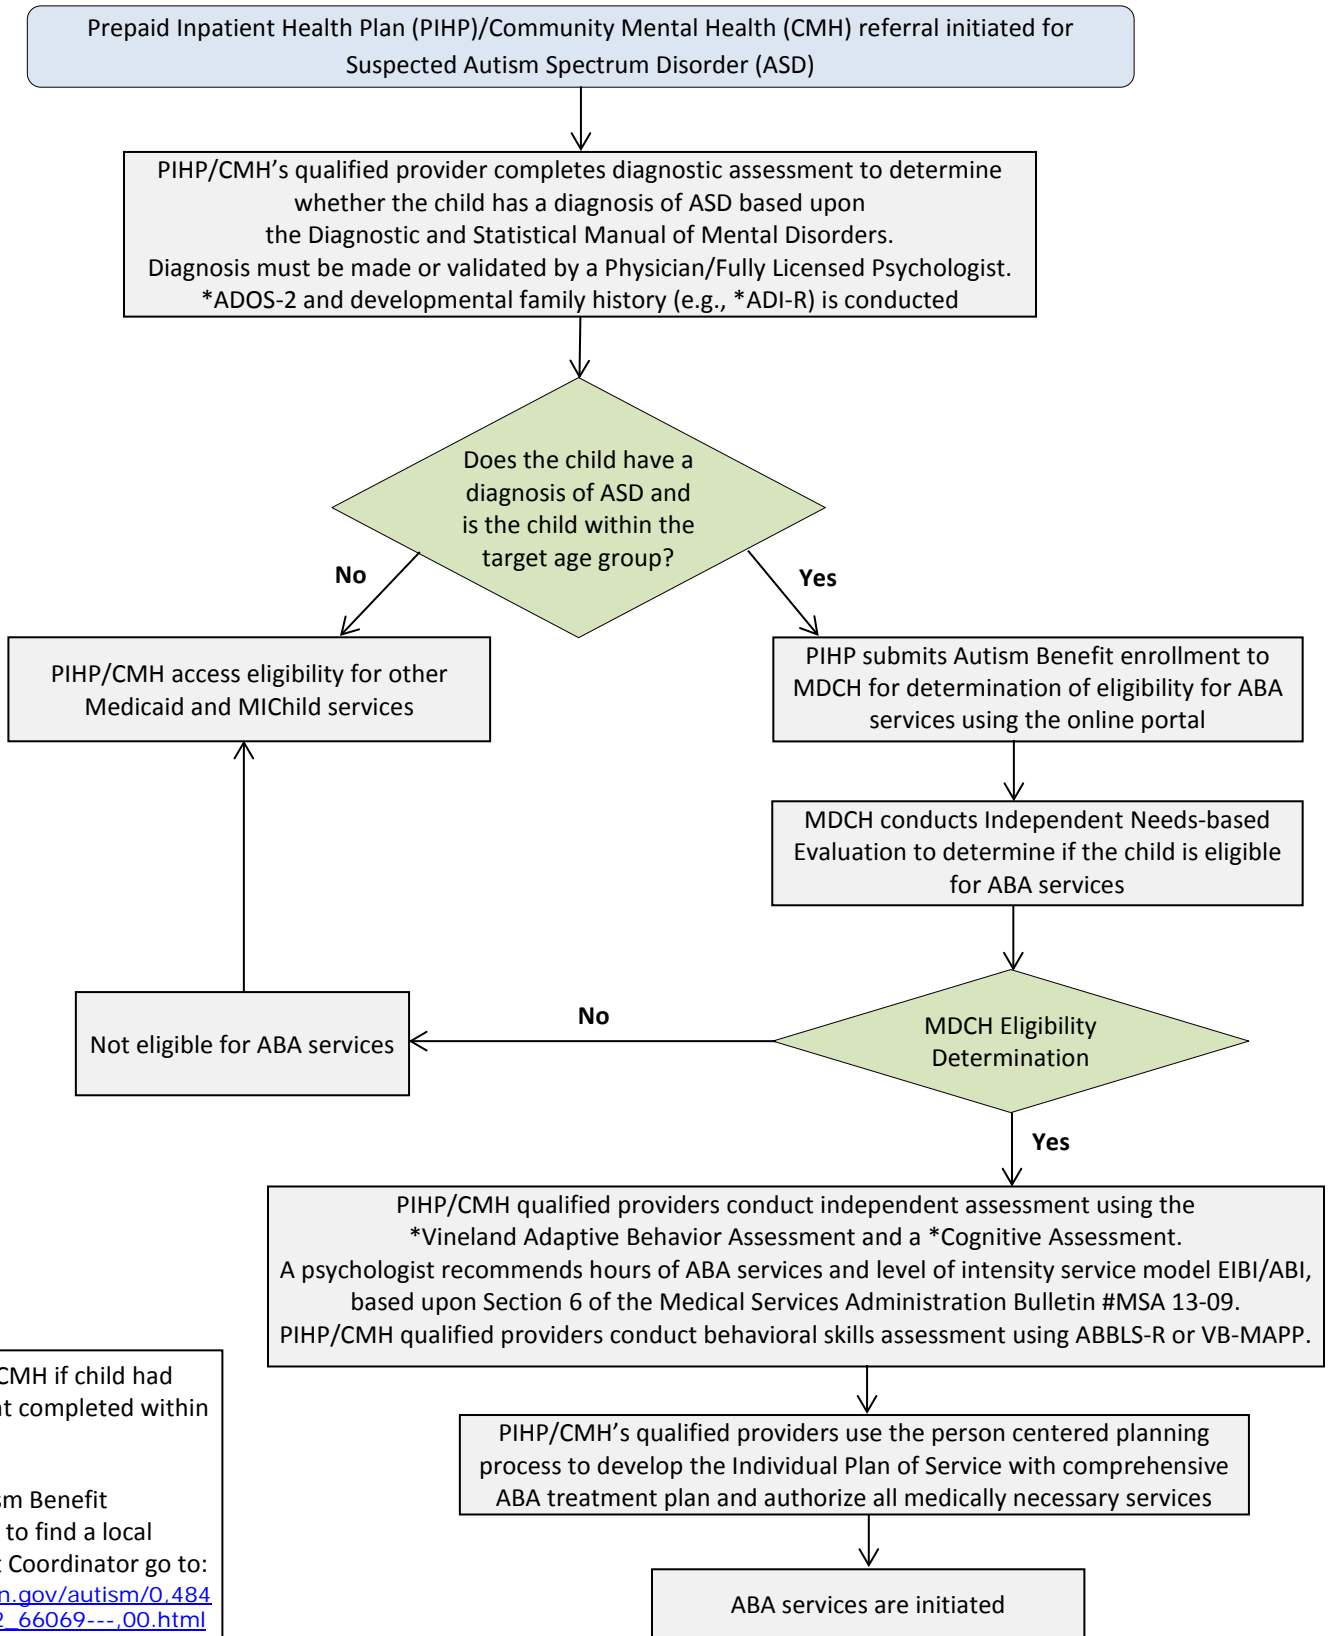 Prepaid Inpatient Health Plan (PIHP)/Community Mental Health (CMH) referral initiated for
Suspected Autism Spectrum Disorder (ASD)
PIHP/CMH’s qualified provider completes diagnostic assessment to determine
whether the child has a diagnosis of ASD based upon
the Diagnostic and Statistical Manual of Mental Disorders.
Diagnosis must be made or validated by a Physician/Fully Licensed Psychologist.
*ADOS-2 and developmental family history (e.g., *ADI-R) is conducted
Does the child have a
diagnosis of ASD and
is the child within the
target age group?
No
Yes
PIHP/CMH access eligibility for other
Medicaid and MIChild services
PIHP submits Autism Benefit enrollment to
MDCH for determination of eligibility for ABA
services using the online portal
MDCH conducts Independent Needs-based
Evaluation to determine if the child is eligible
for ABA services
MDCH Eligibility
Determination
No
Not eligible for ABA services
Yes
PIHP/CMH qualified providers conduct independent assessment using the
*Vineland Adaptive Behavior Assessment and a *Cognitive Assessment.
A psychologist recommends hours of ABA services and level of intensity service model EIBI/ABI,
based upon Section 6 of the Medical Services Administration Bulletin #MSA 13-09.
PIHP/CMH qualified providers conduct behavioral skills assessment using ABBLS-R or VB-MAPP.
PIHP/CMH’s qualified providers use the person centered planning
process to develop the Individual Plan of Service with comprehensive
ABA treatment plan and authorize all medically necessary services
ABA services are initiated
CMH if child had
completed within
Benefit
to find a local
Coordinator go to:
n.gov/autism/0,484
2_66069---,00.html